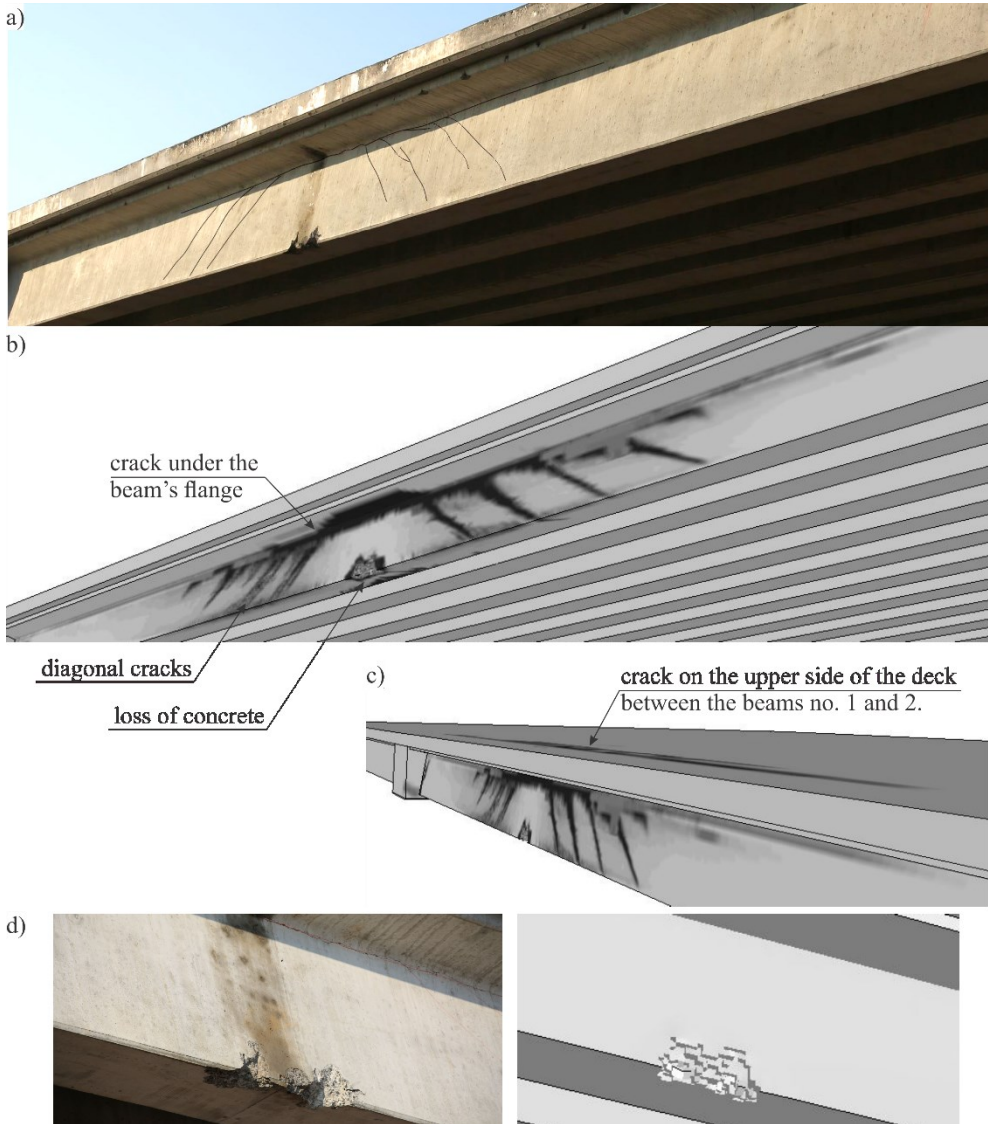 a)
b)
crack under the
beam's flange
diagonal cracks
loss of concrete
c)
crack on the upper side of the deck
between the beams no. 1 and 2.
d)